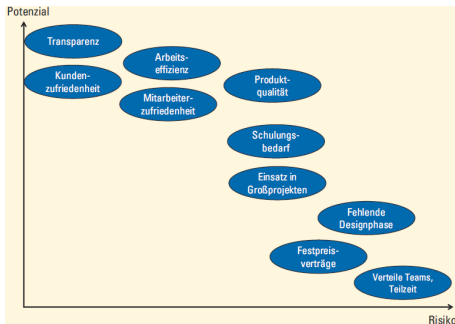 Potenzial
Transparenz
Arbeits-
effizienz
Kunden-
zufriedenheit
Produkt-
qualität
Mitarbeiter-
zufriedenheit
Schulungs-
bedarf
Einsatz in
Großprojekten
Fehlende
Designphase
Festpreis-
verträge
Verteile Teams,
Teilzeit
Risiko